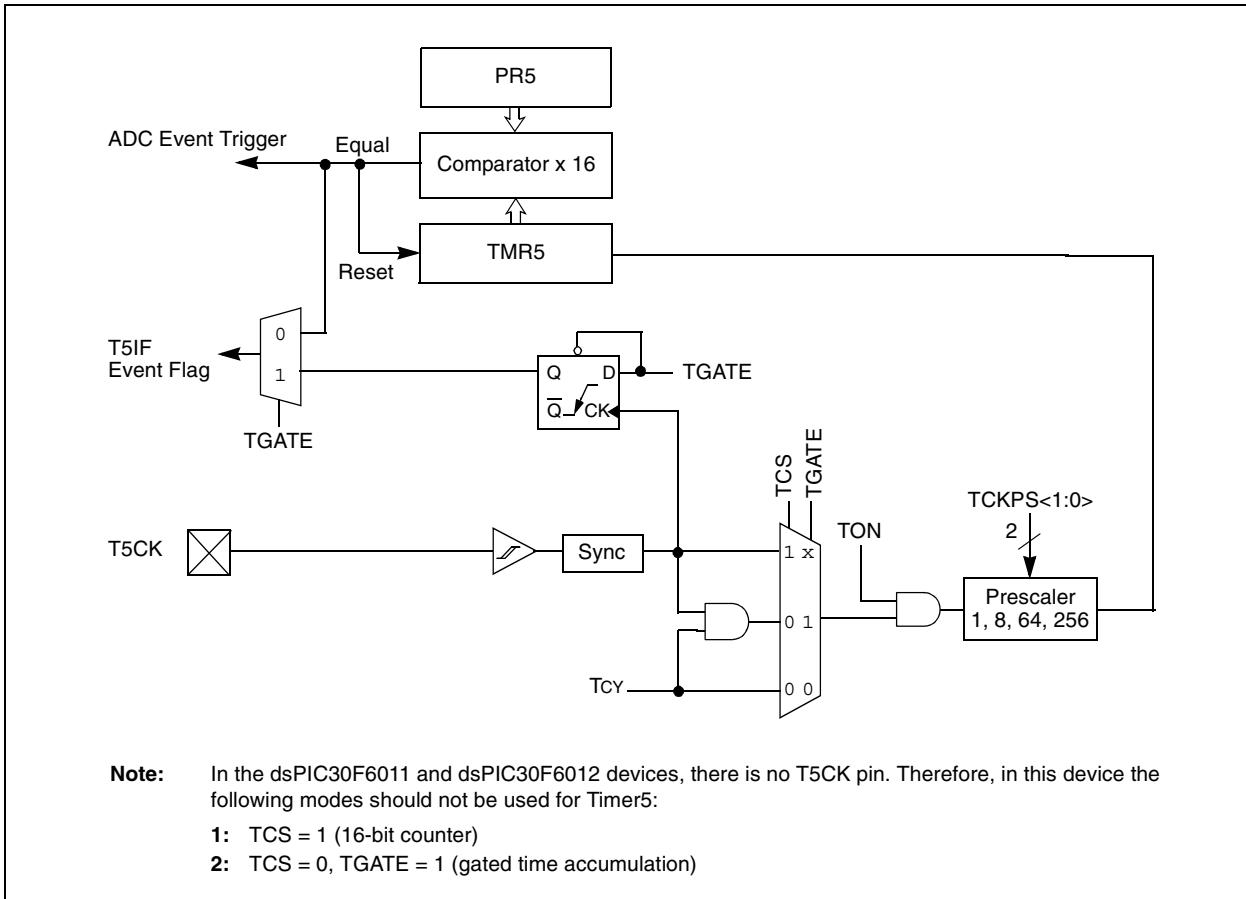 PR5
ADC Event Trigger
Equal
Comparator x 16
TMR5
Reset
0
T5IF
Event Flag
1
Q
D
TGATE
Q̅
CK
TGATE
TCS
TGATE
TCKPS<1:0>
2
T5CK
Sync
1 x
TON
Prescaler
1, 8, 64, 256
0 1
TCY
0 0
Note: In the dsPIC30F6011 and dsPIC30F6012 devices, there is no T5CK pin. Therefore, in this device the
following modes should not be used for Timer5:
1: TCS = 1 (16-bit counter)
2: TCS = 0, TGATE = 1 (gated time accumulation)